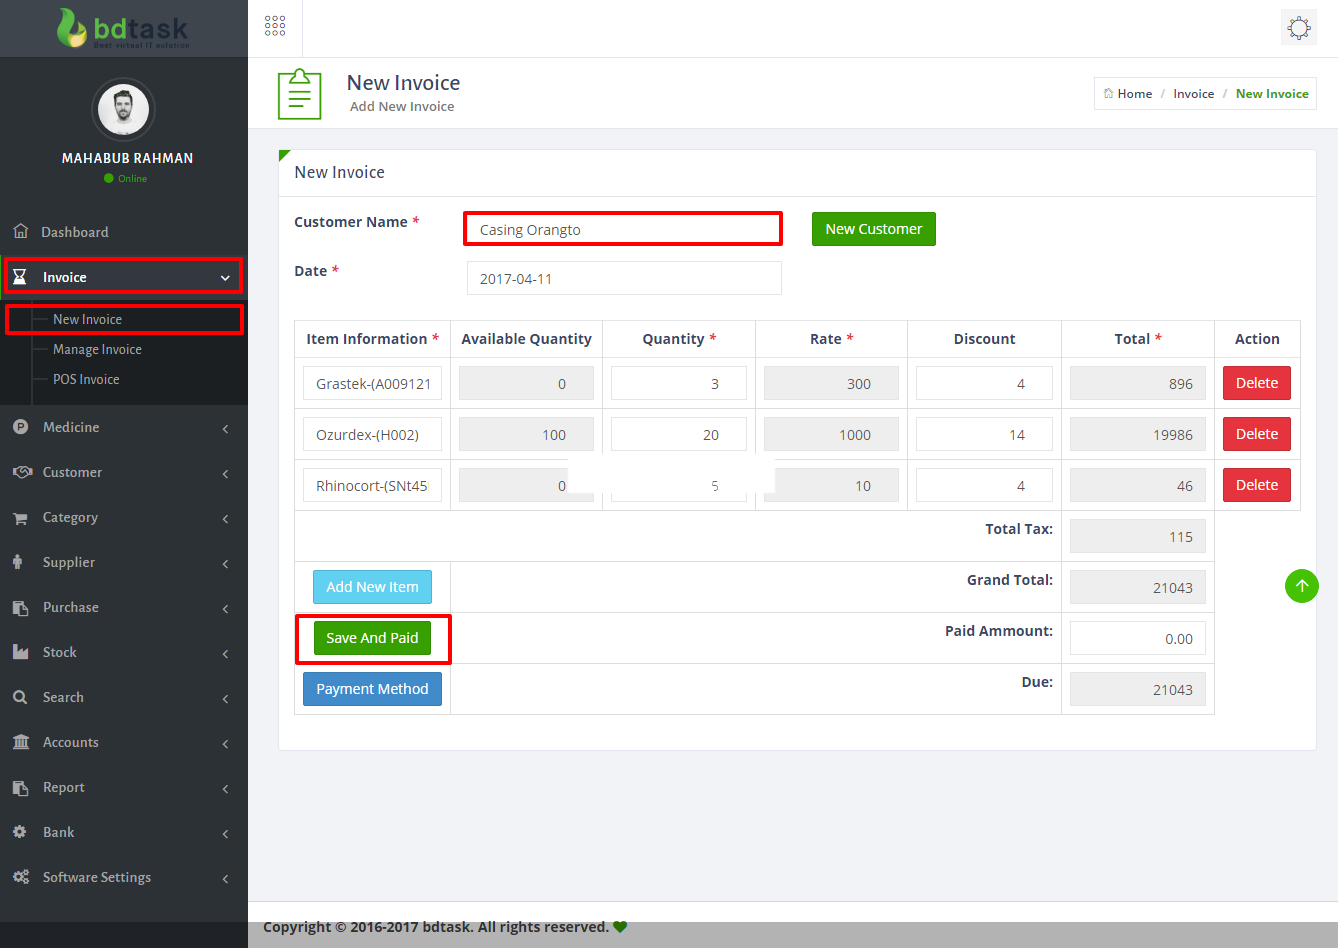 bdtask
Best virtual IT solution
MAHABUB RAHMAN
Online
Dashboard
Invoice
New Invoice
Manage Invoice
POS Invoice
Medicine
Customer
Category
Supplier
Purchase
Stock
Search
Accounts
Report
Bank
Software Settings
New Invoice
Add New Invoice
Home / Invoice / New Invoice
New Invoice
Customer Name * Casing Orangto New Customer
Date * 2017-04-11
Item Information * Available Quantity Quantity * Rate * Discount Total * Action
Grastek-(A009121 0 3 300 4 896 Delete
Ozurdex-(H002) 100 20 1000 14 19986 Delete
Rhinocort-(SNt45 0 5 10 4 46 Delete
Total Tax: 115
Add New Item Grand Total: 21043
Save And Paid Paid Ammount: 0.00
Payment Method Due: 21043
Copyright © 2016-2017 bdtask. All rights reserved.